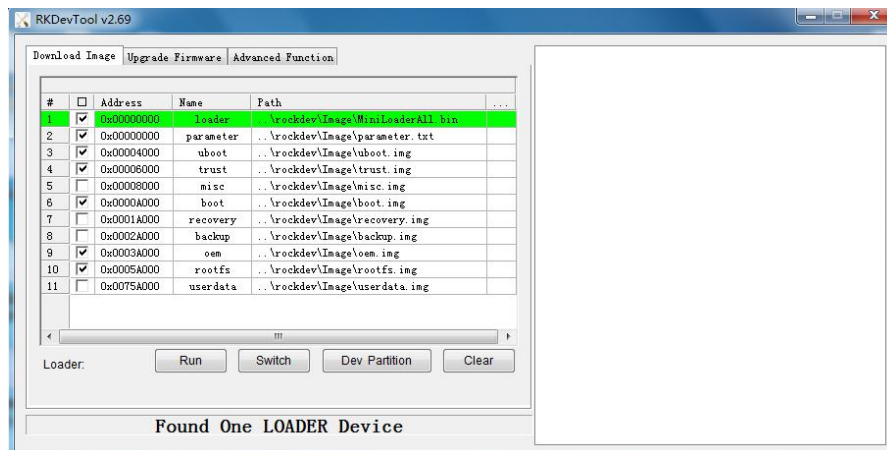 RKDevTool v2.69
Download Image Upgrade Firmware Advanced Function
# Address Name Path ...
1 0x00000000 loader ..\rockdev\Image\MiniLoaderAll.bin
2 0x00000000 parameter ..\rockdev\Image\parameter.txt
3 0x00004000 uboot ..\rockdev\Image\uboot.img
4 0x00006000 trust ..\rockdev\Image\trust.img
5 0x00008000 misc ..\rockdev\Image\misc.img
6 0x0000A000 boot ..\rockdev\Image\boot.img
7 0x0001A000 recovery ..\rockdev\Image\recovery.img
8 0x0002A000 backup ..\rockdev\Image\backup.img
9 0x0003A000 oem ..\rockdev\Image\oem.img
10 0x0005A000 rootfs ..\rockdev\Image\rootfs.img
11 0x0075A000 userdata ..\rockdev\Image\userdata.img
Loader: Run Switch Dev Partition Clear
Found One LOADER Device